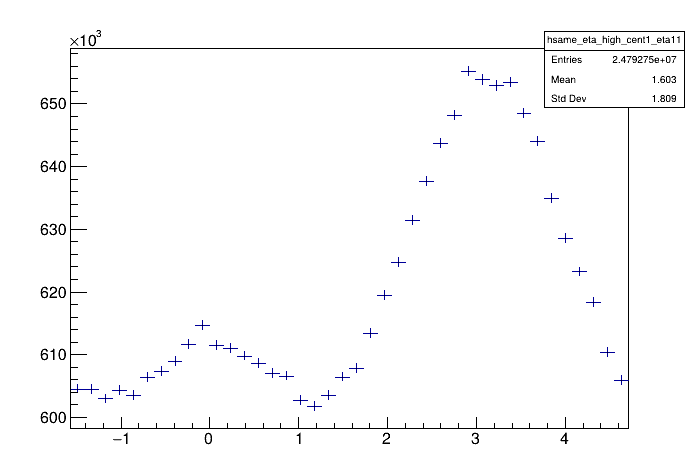 ×10³
hsame_eta_high_cent1_eta11
Entries 2.479275e+07
Mean 1.603
Std Dev 1.809
650
640
630
620
610
600
−1 0 1 2 3 4